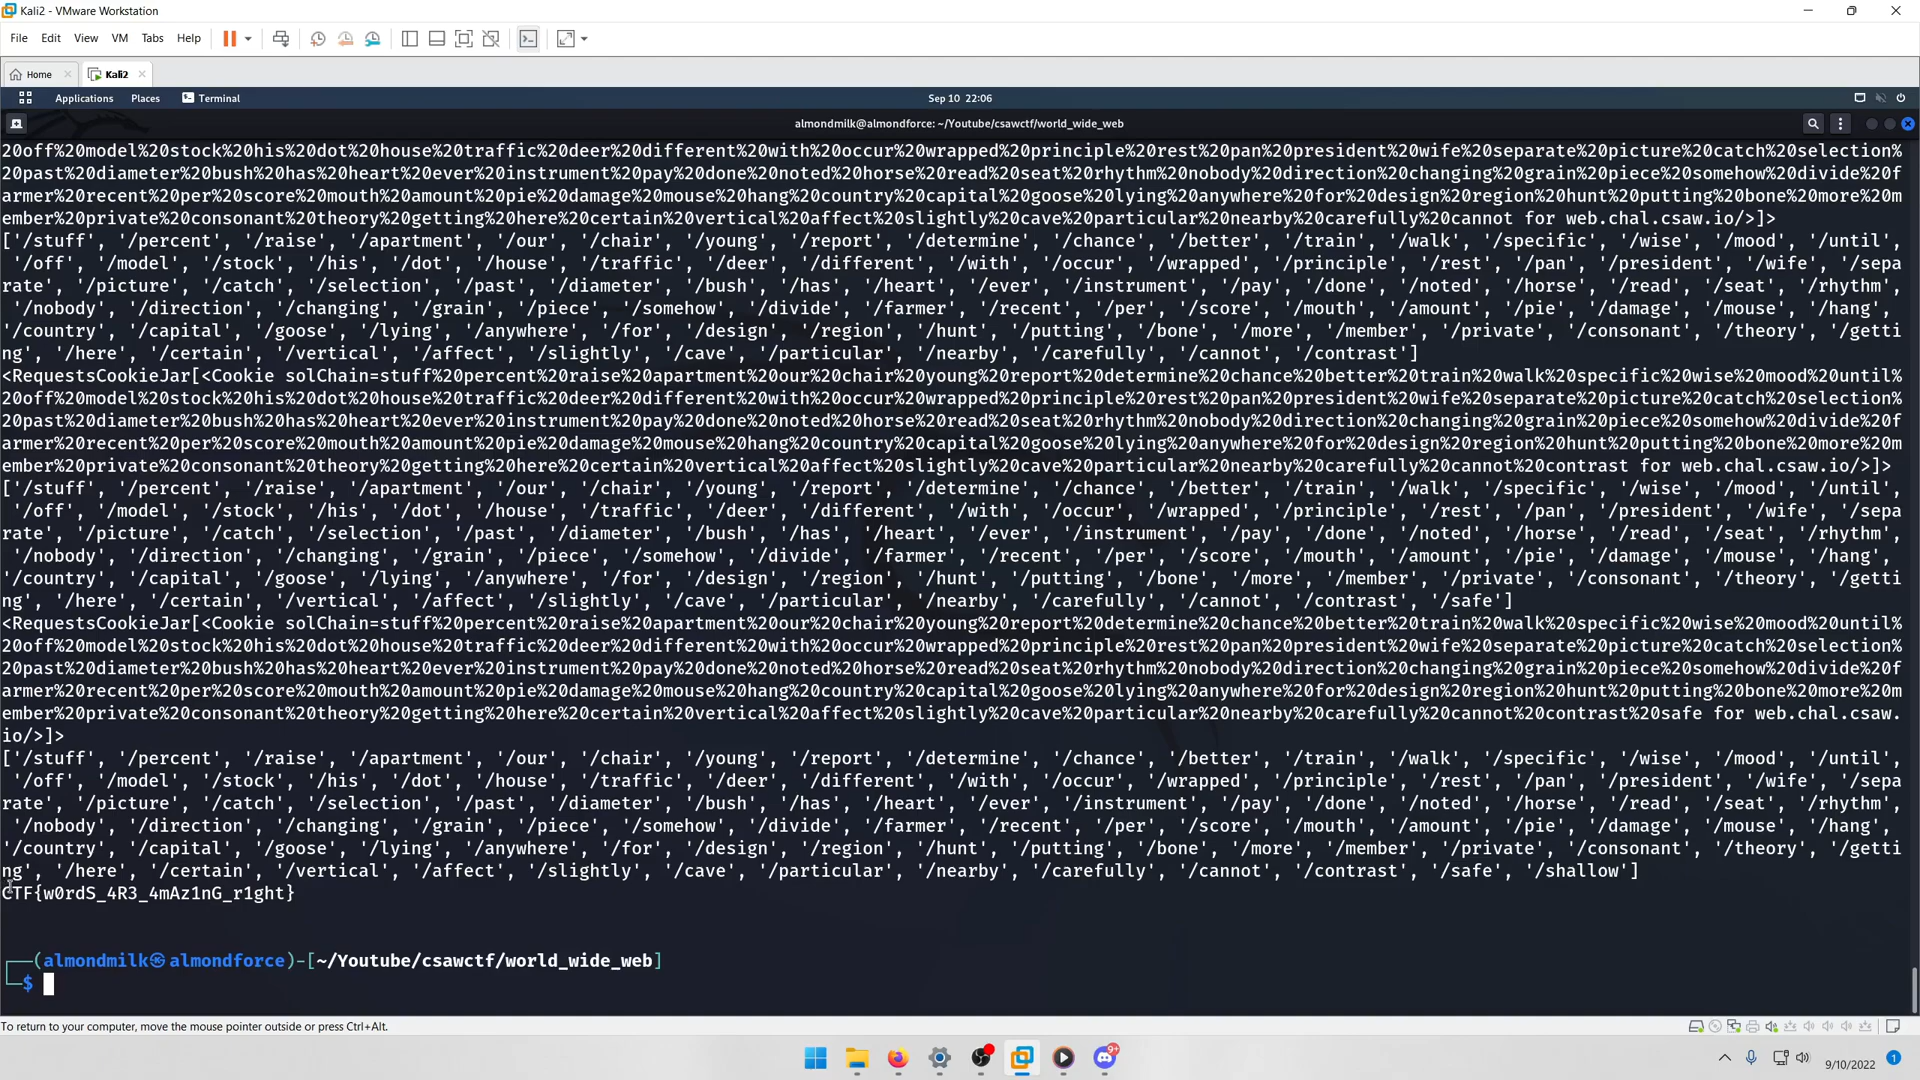 Kali2 - VMware Workstation
File Edit View VM Tabs Help
Home Kali2
Applications Places Terminal Sep 10 22:06
almondmilk@almondforce: ~/Youtube/csawctf/world_wide_web
20off%20model%20stock%20his%20dot%20house%20traffic%20deer%20different%20with%20occur%20wrapped%20principle%20rest%20pan%20president%20wife%20separate%20picture%20catch%20selection%
20past%20diameter%20bush%20has%20heart%20ever%20instrument%20pay%20done%20noted%20horse%20read%20seat%20rhythm%20nobody%20direction%20changing%20grain%20piece%20somehow%20divide%20f
armer%20recent%20per%20score%20mouth%20amount%20pie%20damage%20mouse%20hang%20country%20capital%20goose%20lying%20anywhere%20for%20design%20region%20hunt%20putting%20bone%20more%20m
ember%20private%20consonant%20theory%20getting%20here%20certain%20vertical%20affect%20slightly%20cave%20particular%20nearby%20carefully%20cannot for web.chal.csaw.io/>]>
['/stuff', '/percent', '/raise', '/apartment', '/our', '/chair', '/young', '/report', '/determine', '/chance', '/better', '/train', '/walk', '/specific', '/wise', '/mood', '/until',
'/off', '/model', '/stock', '/his', '/dot', '/house', '/traffic', '/deer', '/different', '/with', '/occur', '/wrapped', '/principle', '/rest', '/pan', '/president', '/wife', '/sepa
rate', '/picture', '/catch', '/selection', '/past', '/diameter', '/bush', '/has', '/heart', '/ever', '/instrument', '/pay', '/done', '/noted', '/horse', '/read', '/seat', '/rhythm',
'/nobody', '/direction', '/changing', '/grain', '/piece', '/somehow', '/divide', '/farmer', '/recent', '/per', '/score', '/mouth', '/amount', '/pie', '/damage', '/mouse', '/hang',
'/country', '/capital', '/goose', '/lying', '/anywhere', '/for', '/design', '/region', '/hunt', '/putting', '/bone', '/more', '/member', '/private', '/consonant', '/theory', '/getti
ng', '/here', '/certain', '/vertical', '/affect', '/slightly', '/cave', '/particular', '/nearby', '/carefully', '/cannot', '/contrast']
<RequestsCookieJar[<Cookie solChain=stuff%20percent%20raise%20apartment%20our%20chair%20young%20report%20determine%20chance%20better%20train%20walk%20specific%20wise%20mood%20until%
20off%20model%20stock%20his%20dot%20house%20traffic%20deer%20different%20with%20occur%20wrapped%20principle%20rest%20pan%20president%20wife%20separate%20picture%20catch%20selection%
20past%20diameter%20bush%20has%20heart%20ever%20instrument%20pay%20done%20noted%20horse%20read%20seat%20rhythm%20nobody%20direction%20changing%20grain%20piece%20somehow%20divide%20f
armer%20recent%20per%20score%20mouth%20amount%20pie%20damage%20mouse%20hang%20country%20capital%20goose%20lying%20anywhere%20for%20design%20region%20hunt%20putting%20bone%20more%20m
ember%20private%20consonant%20theory%20getting%20here%20certain%20vertical%20affect%20slightly%20cave%20particular%20nearby%20carefully%20cannot%20contrast for web.chal.csaw.io/>]>
['/stuff', '/percent', '/raise', '/apartment', '/our', '/chair', '/young', '/report', '/determine', '/chance', '/better', '/train', '/walk', '/specific', '/wise', '/mood', '/until',
'/off', '/model', '/stock', '/his', '/dot', '/house', '/traffic', '/deer', '/different', '/with', '/occur', '/wrapped', '/principle', '/rest', '/pan', '/president', '/wife', '/sepa
rate', '/picture', '/catch', '/selection', '/past', '/diameter', '/bush', '/has', '/heart', '/ever', '/instrument', '/pay', '/done', '/noted', '/horse', '/read', '/seat', '/rhythm',
'/nobody', '/direction', '/changing', '/grain', '/piece', '/somehow', '/divide', '/farmer', '/recent', '/per', '/score', '/mouth', '/amount', '/pie', '/damage', '/mouse', '/hang',
'/country', '/capital', '/goose', '/lying', '/anywhere', '/for', '/design', '/region', '/hunt', '/putting', '/bone', '/more', '/member', '/private', '/consonant', '/theory', '/getti
ng', '/here', '/certain', '/vertical', '/affect', '/slightly', '/cave', '/particular', '/nearby', '/carefully', '/cannot', '/contrast', '/safe']
<RequestsCookieJar[<Cookie solChain=stuff%20percent%20raise%20apartment%20our%20chair%20young%20report%20determine%20chance%20better%20train%20walk%20specific%20wise%20mood%20until%
20off%20model%20stock%20his%20dot%20house%20traffic%20deer%20different%20with%20occur%20wrapped%20principle%20rest%20pan%20president%20wife%20separate%20picture%20catch%20selection%
20past%20diameter%20bush%20has%20heart%20ever%20instrument%20pay%20done%20noted%20horse%20read%20seat%20rhythm%20nobody%20direction%20changing%20grain%20piece%20somehow%20divide%20f
armer%20recent%20per%20score%20mouth%20amount%20pie%20damage%20mouse%20hang%20country%20capital%20goose%20lying%20anywhere%20for%20design%20region%20hunt%20putting%20bone%20more%20m
ember%20private%20consonant%20theory%20getting%20here%20certain%20vertical%20affect%20slightly%20cave%20particular%20nearby%20carefully%20cannot%20contrast%20safe for web.chal.csaw.
io/>]>
['/stuff', '/percent', '/raise', '/apartment', '/our', '/chair', '/young', '/report', '/determine', '/chance', '/better', '/train', '/walk', '/specific', '/wise', '/mood', '/until',
'/off', '/model', '/stock', '/his', '/dot', '/house', '/traffic', '/deer', '/different', '/with', '/occur', '/wrapped', '/principle', '/rest', '/pan', '/president', '/wife', '/sepa
rate', '/picture', '/catch', '/selection', '/past', '/diameter', '/bush', '/has', '/heart', '/ever', '/instrument', '/pay', '/done', '/noted', '/horse', '/read', '/seat', '/rhythm',
'/nobody', '/direction', '/changing', '/grain', '/piece', '/somehow', '/divide', '/farmer', '/recent', '/per', '/score', '/mouth', '/amount', '/pie', '/damage', '/mouse', '/hang',
'/country', '/capital', '/goose', '/lying', '/anywhere', '/for', '/design', '/region', '/hunt', '/putting', '/bone', '/more', '/member', '/private', '/consonant', '/theory', '/getti
ng', '/here', '/certain', '/vertical', '/affect', '/slightly', '/cave', '/particular', '/nearby', '/carefully', '/cannot', '/contrast', '/safe', '/shallow']
CTF{w0rdS_4R3_4mAz1nG_r1ght}
(almondmilk㉿almondforce)-[~/Youtube/csawctf/world_wide_web]
$
To return to your computer, move the mouse pointer outside or press Ctrl+Alt.
9+
9/10/2022 1